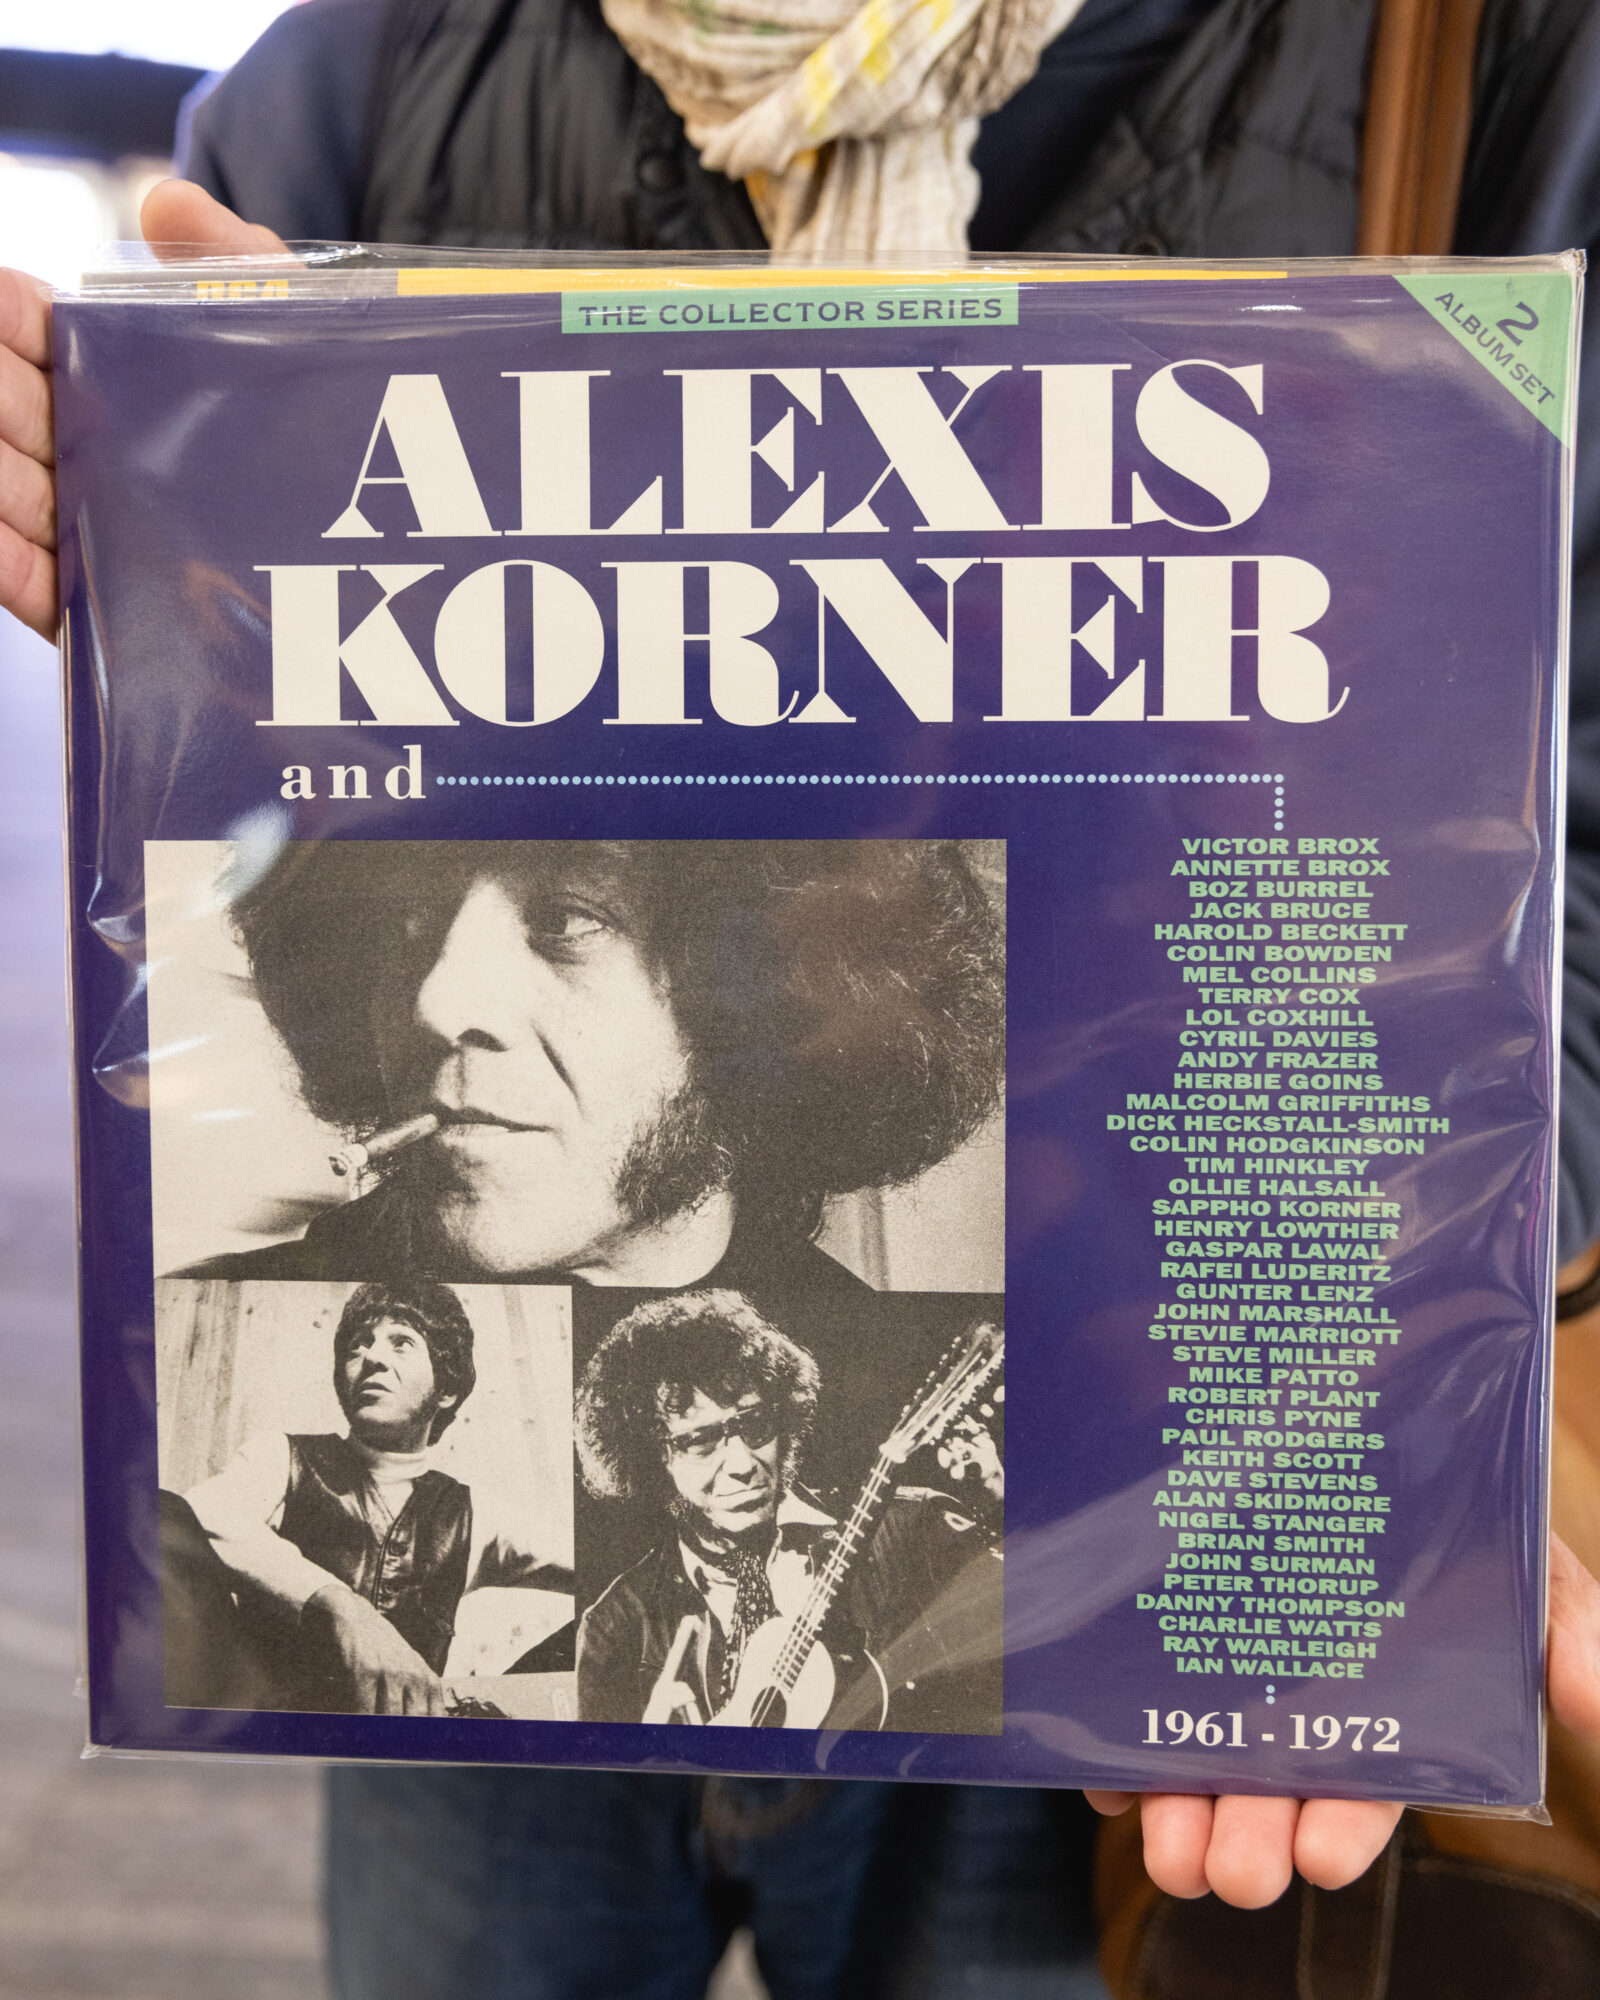 RCA
THE COLLECTOR SERIES
2
ALBUM SET
ALEXIS
KORNER
and
VICTOR BROX
ANNETTE BROX
BOZ BURREL
JACK BRUCE
HAROLD BECKETT
COLIN BOWDEN
MEL COLLINS
TERRY COX
LOL COXHILL
CYRIL DAVIES
ANDY FRAZER
HERBIE GOINS
MALCOLM GRIFFITHS
DICK HECKSTALL-SMITH
COLIN HODGKINSON
TIM HINKLEY
OLLIE HALSALL
SAPPHO KORNER
HENRY LOWTHER
GASPAR LAWAL
RAFEI LUDERITZ
GUNTER LENZ
JOHN MARSHALL
STEVIE MARRIOTT
STEVE MILLER
MIKE PATTO
ROBERT PLANT
CHRIS PYNE
PAUL RODGERS
KEITH SCOTT
DAVE STEVENS
ALAN SKIDMORE
NIGEL STANGER
BRIAN SMITH
JOHN SURMAN
PETER THORUP
DANNY THOMPSON
CHARLIE WATTS
RAY WARLEIGH
IAN WALLACE
1961 - 1972